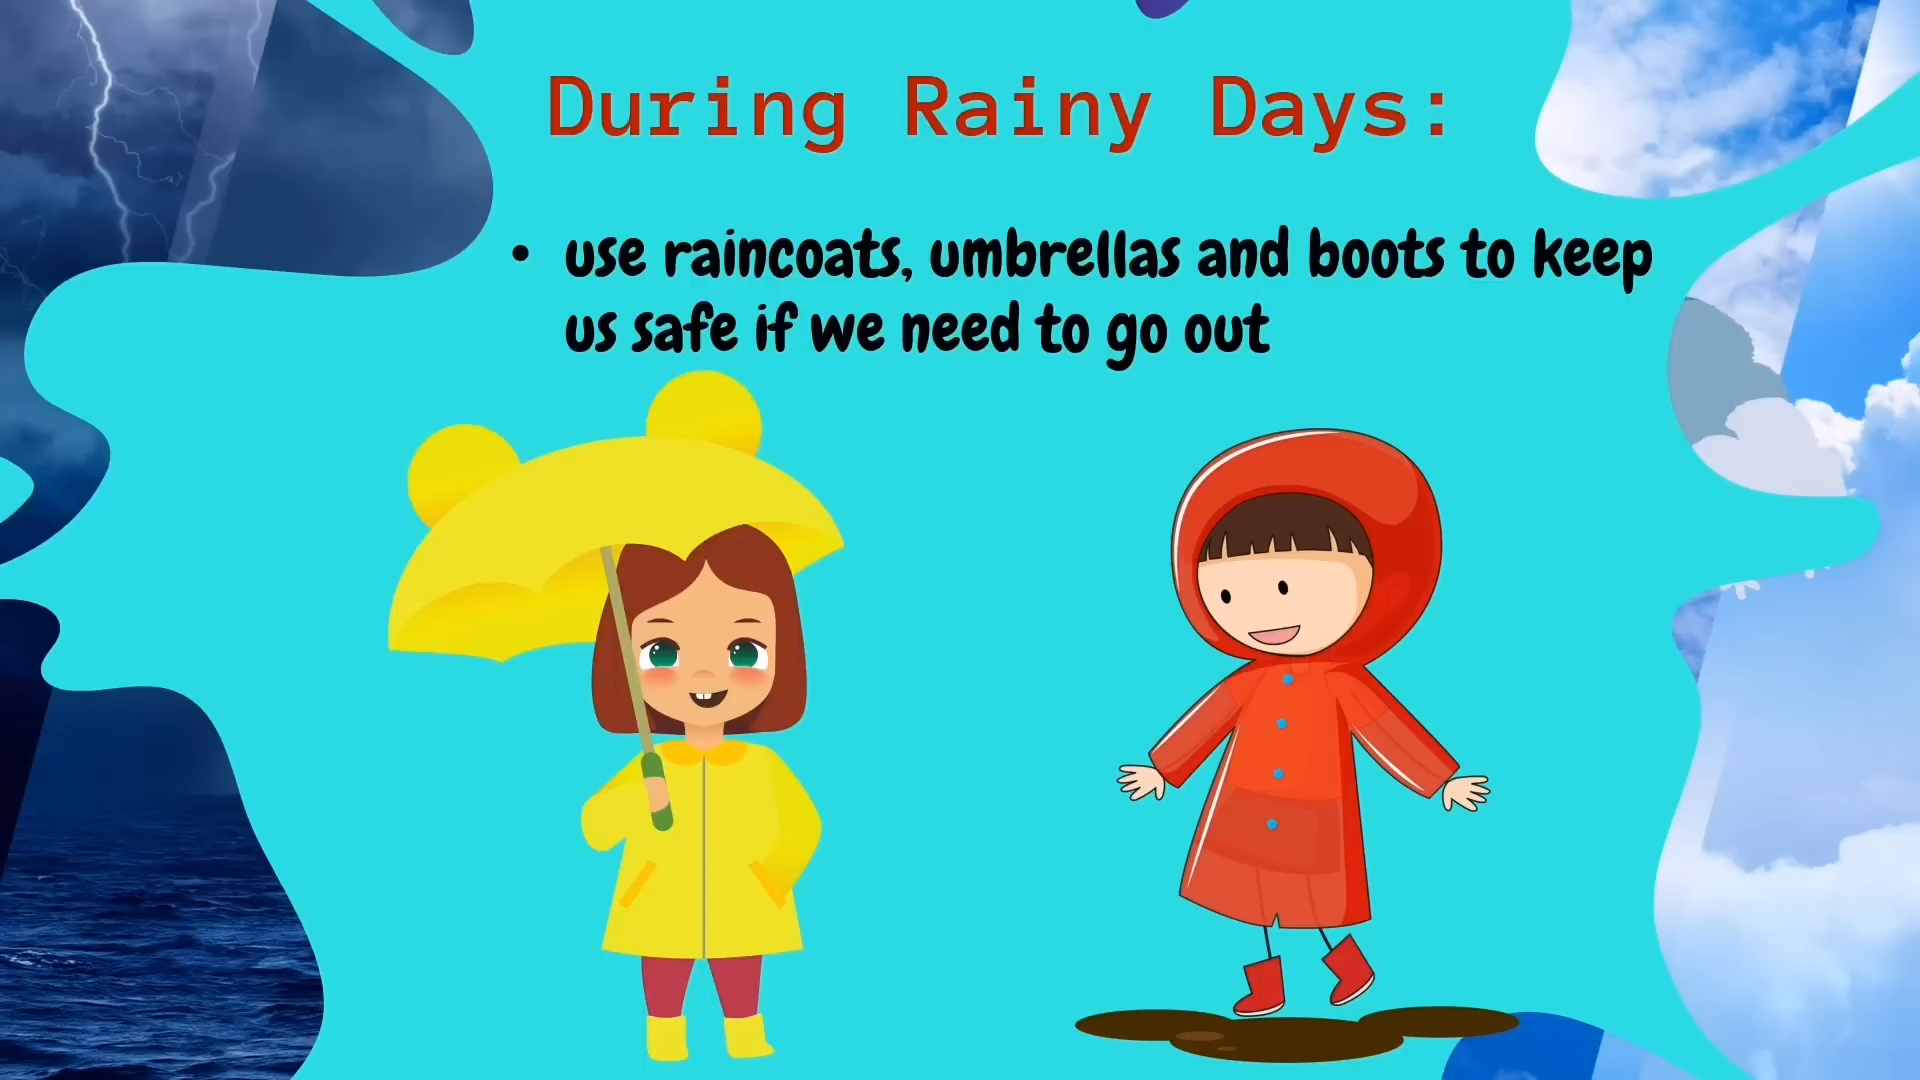 During Rainy Days:
• use raincoats, umbrellas and boots to keep
us safe if we need to go out